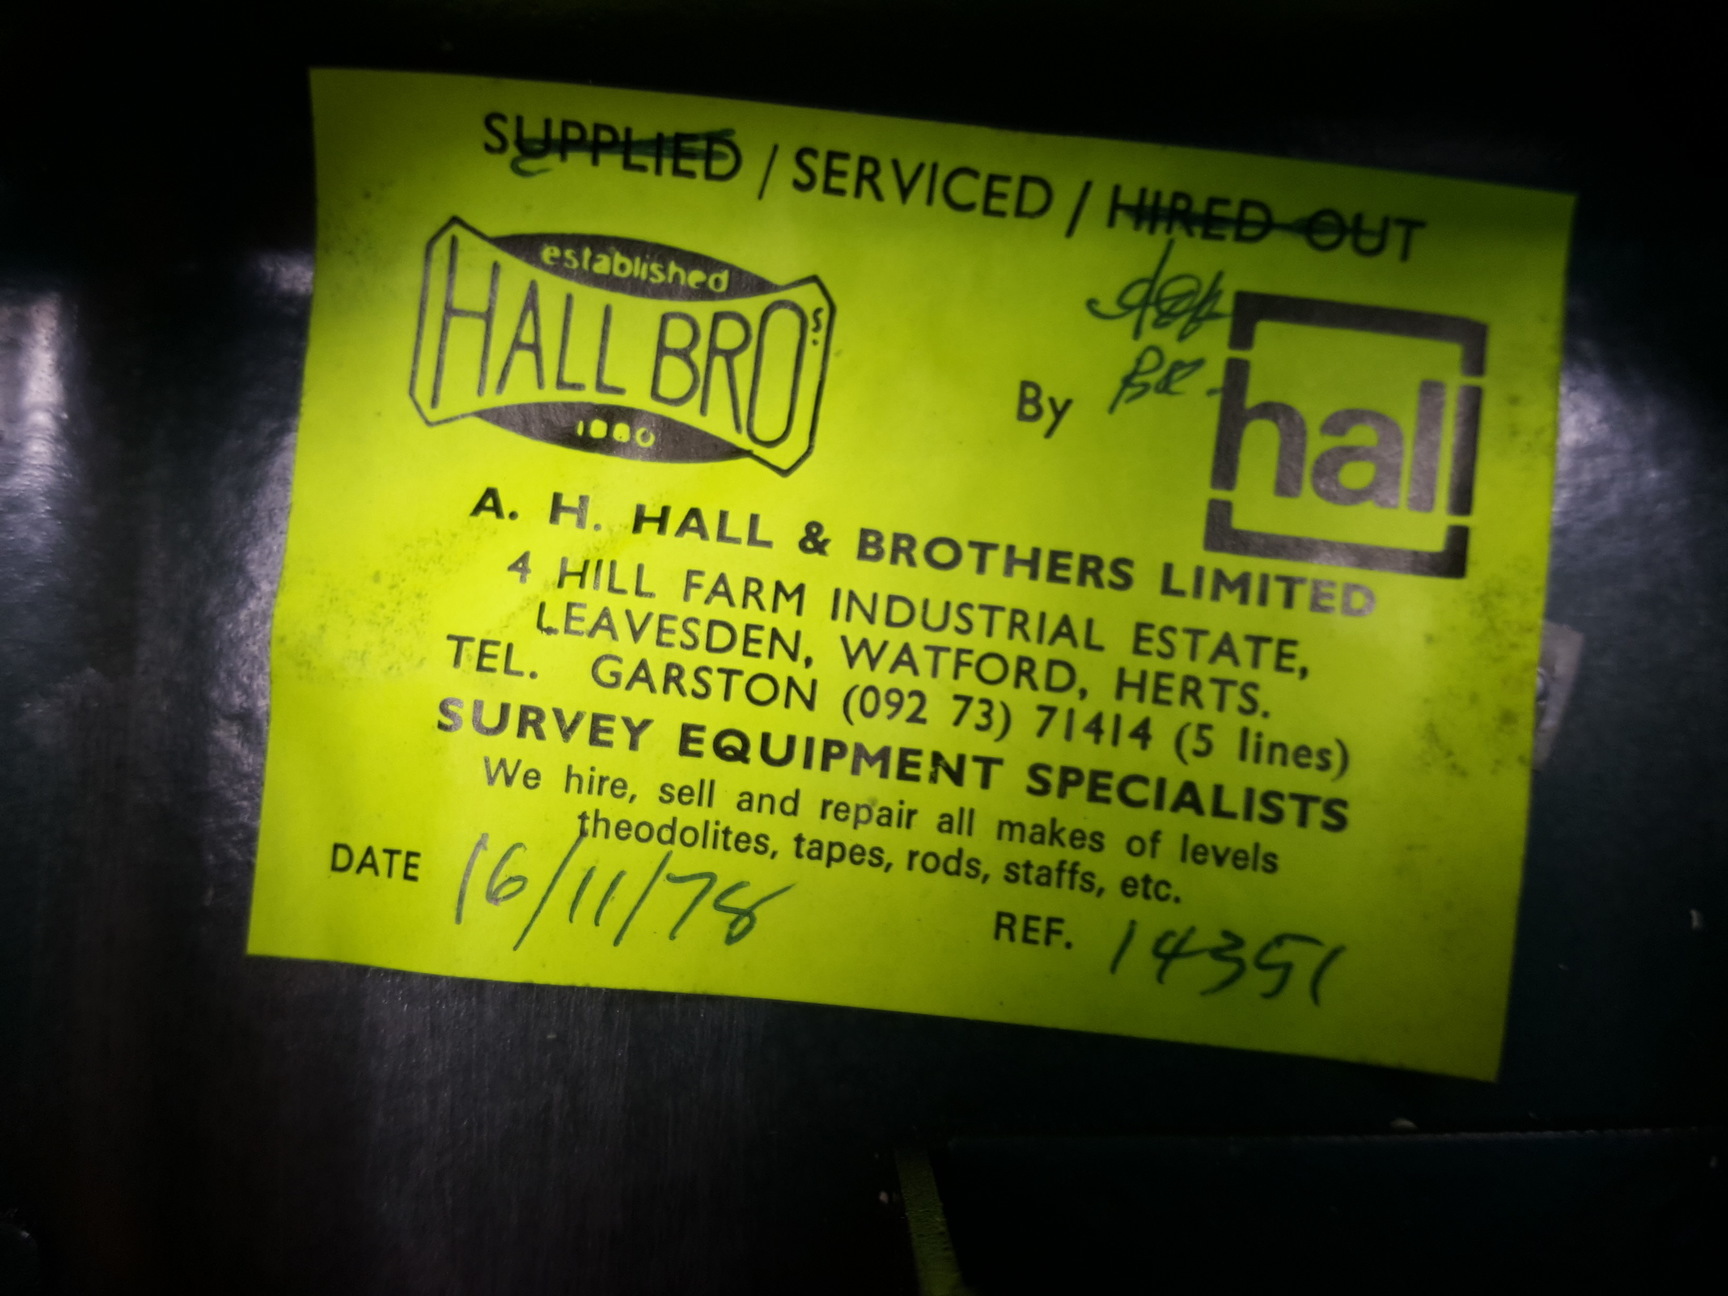 SUPPLIED / SERVICED / HIRED OUT
established
HALL BROS.
1880
By
hall
A. H. HALL & BROTHERS LIMITED
4 HILL FARM INDUSTRIAL ESTATE,
LEAVESDEN, WATFORD, HERTS.
TEL. GARSTON (092 73) 71414 (5 lines)
SURVEY EQUIPMENT SPECIALISTS
We hire, sell and repair all makes of levels
theodolites, tapes, rods, staffs, etc.
DATE 16/11/78
REF. 14351